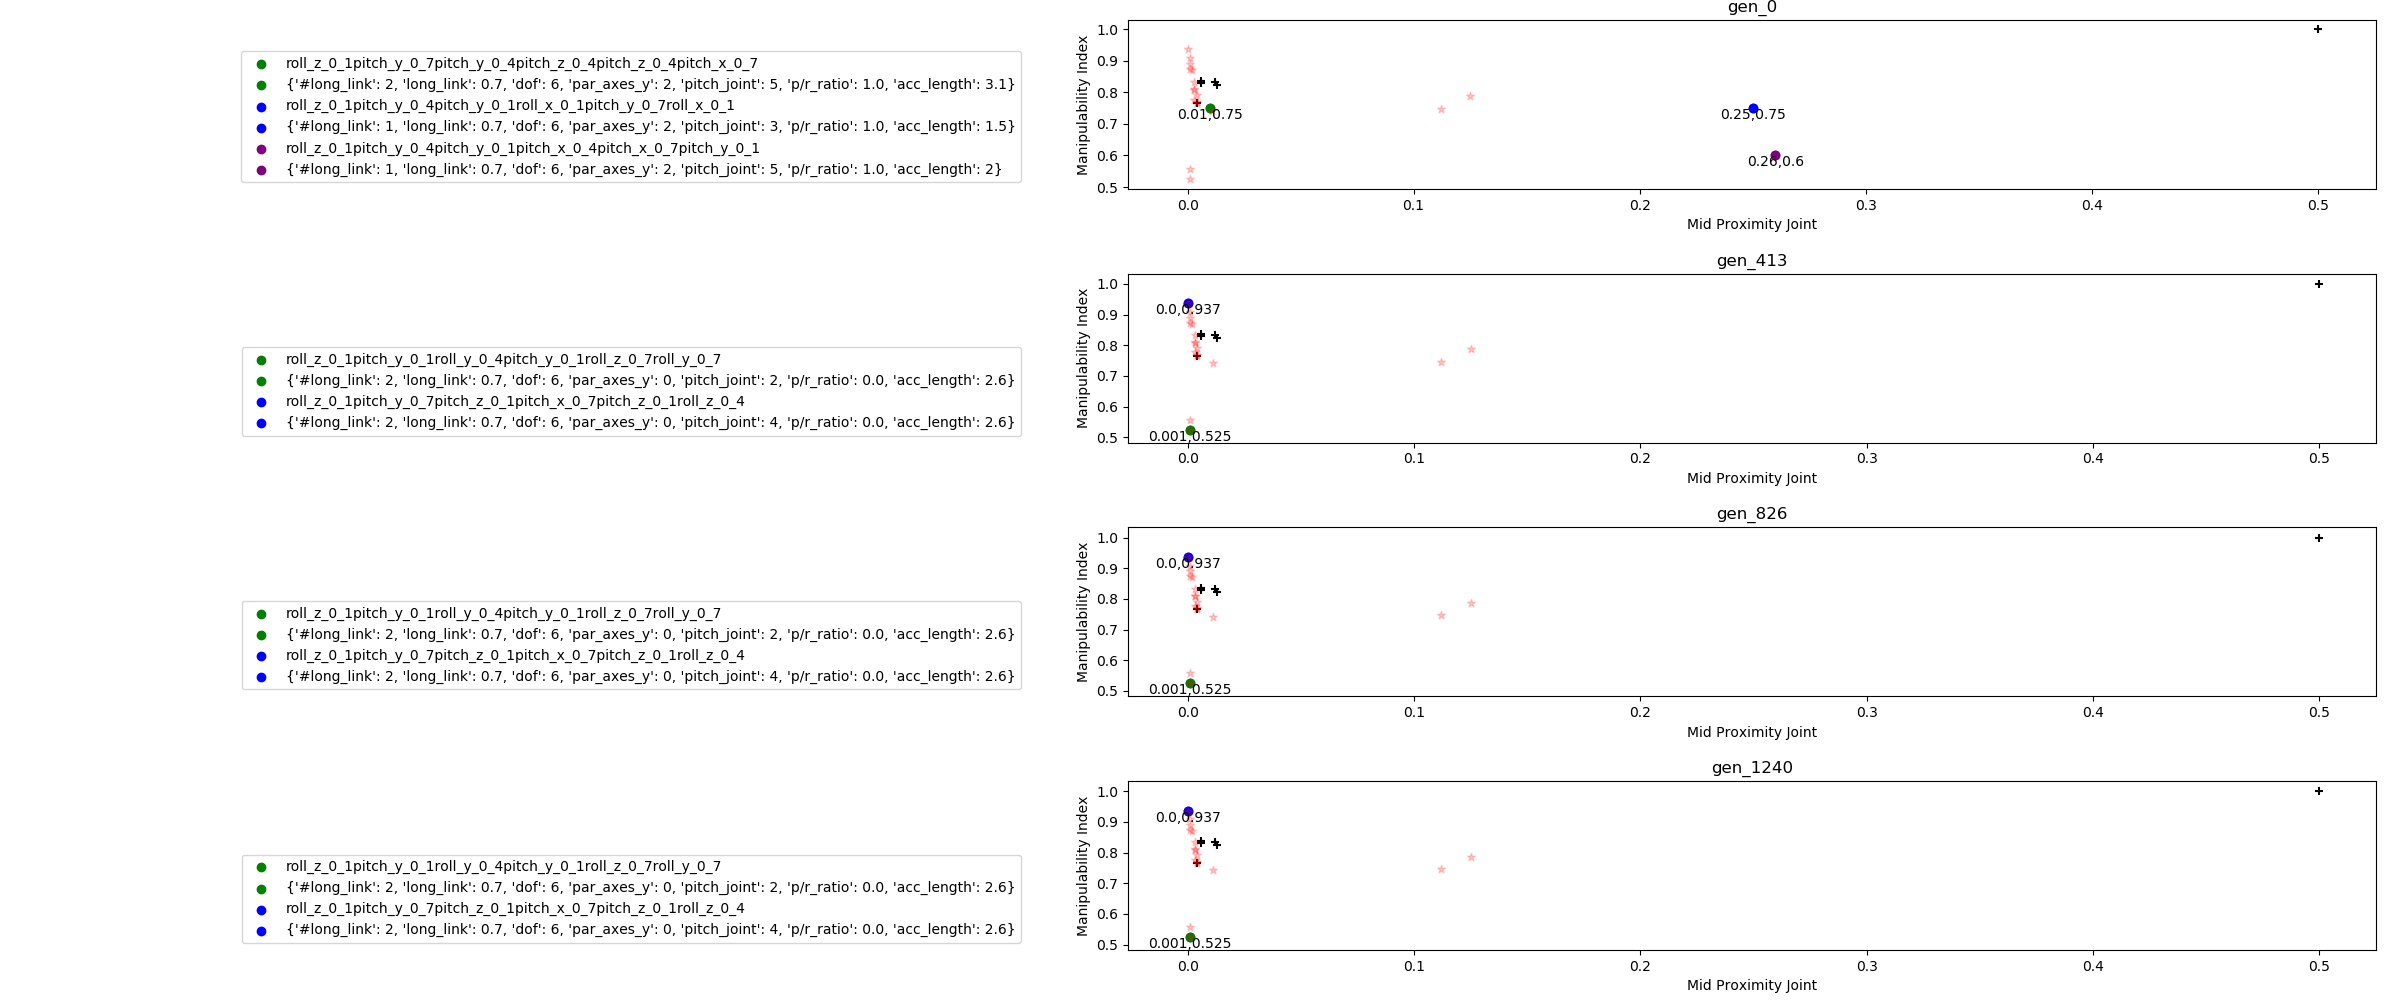 gen_0
roll_z_0_1pitch_y_0_7pitch_y_0_4pitch_z_0_4pitch_z_0_4pitch_x_0_7
{'#long_link': 2, 'long_link': 0.7, 'dof': 6, 'par_axes_y': 2, 'pitch_joint': 5, 'p/r_ratio': 1.0, 'acc_length': 3.1}
roll_z_0_1pitch_y_0_4pitch_y_0_1roll_x_0_1pitch_y_0_7roll_x_0_1
{'#long_link': 1, 'long_link': 0.7, 'dof': 6, 'par_axes_y': 2, 'pitch_joint': 3, 'p/r_ratio': 1.0, 'acc_length': 1.5}
roll_z_0_1pitch_y_0_4pitch_y_0_1pitch_x_0_4pitch_x_0_7pitch_y_0_1
{'#long_link': 1, 'long_link': 0.7, 'dof': 6, 'par_axes_y': 2, 'pitch_joint': 5, 'p/r_ratio': 1.0, 'acc_length': 2}
Manipulability Index
1.0
0.9
0.8
0.7
0.6
0.5
0.01,0.75
0.25,0.75
0.26,0.6
0.0 0.1 0.2 0.3 0.4 0.5
Mid Proximity Joint
gen_413
roll_z_0_1pitch_y_0_1roll_y_0_4pitch_y_0_1roll_z_0_7roll_y_0_7
{'#long_link': 2, 'long_link': 0.7, 'dof': 6, 'par_axes_y': 0, 'pitch_joint': 2, 'p/r_ratio': 0.0, 'acc_length': 2.6}
roll_z_0_1pitch_y_0_7pitch_z_0_1pitch_x_0_7pitch_z_0_1roll_z_0_4
{'#long_link': 2, 'long_link': 0.7, 'dof': 6, 'par_axes_y': 0, 'pitch_joint': 4, 'p/r_ratio': 0.0, 'acc_length': 2.6}
Manipulability Index
1.0
0.9
0.8
0.7
0.6
0.5
0.0,0.937
0.001,0.525
0.0 0.1 0.2 0.3 0.4 0.5
Mid Proximity Joint
gen_826
roll_z_0_1pitch_y_0_1roll_y_0_4pitch_y_0_1roll_z_0_7roll_y_0_7
{'#long_link': 2, 'long_link': 0.7, 'dof': 6, 'par_axes_y': 0, 'pitch_joint': 2, 'p/r_ratio': 0.0, 'acc_length': 2.6}
roll_z_0_1pitch_y_0_7pitch_z_0_1pitch_x_0_7pitch_z_0_1roll_z_0_4
{'#long_link': 2, 'long_link': 0.7, 'dof': 6, 'par_axes_y': 0, 'pitch_joint': 4, 'p/r_ratio': 0.0, 'acc_length': 2.6}
Manipulability Index
1.0
0.9
0.8
0.7
0.6
0.5
0.0,0.937
0.001,0.525
0.0 0.1 0.2 0.3 0.4 0.5
Mid Proximity Joint
gen_1240
roll_z_0_1pitch_y_0_1roll_y_0_4pitch_y_0_1roll_z_0_7roll_y_0_7
{'#long_link': 2, 'long_link': 0.7, 'dof': 6, 'par_axes_y': 0, 'pitch_joint': 2, 'p/r_ratio': 0.0, 'acc_length': 2.6}
roll_z_0_1pitch_y_0_7pitch_z_0_1pitch_x_0_7pitch_z_0_1roll_z_0_4
{'#long_link': 2, 'long_link': 0.7, 'dof': 6, 'par_axes_y': 0, 'pitch_joint': 4, 'p/r_ratio': 0.0, 'acc_length': 2.6}
Manipulability Index
1.0
0.9
0.8
0.7
0.6
0.5
0.0,0.937
0.001,0.525
0.0 0.1 0.2 0.3 0.4 0.5
Mid Proximity Joint